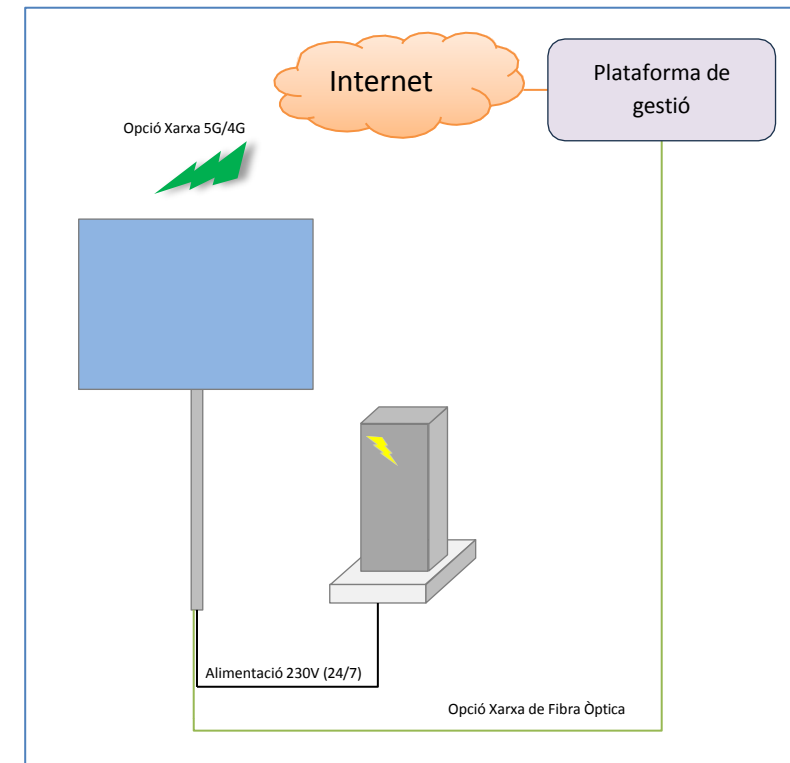 Internet
Plataforma de
gestió
Opció Xarxa 5G/4G
Alimentació 230V (24/7)
Opció Xarxa de Fibra Òptica